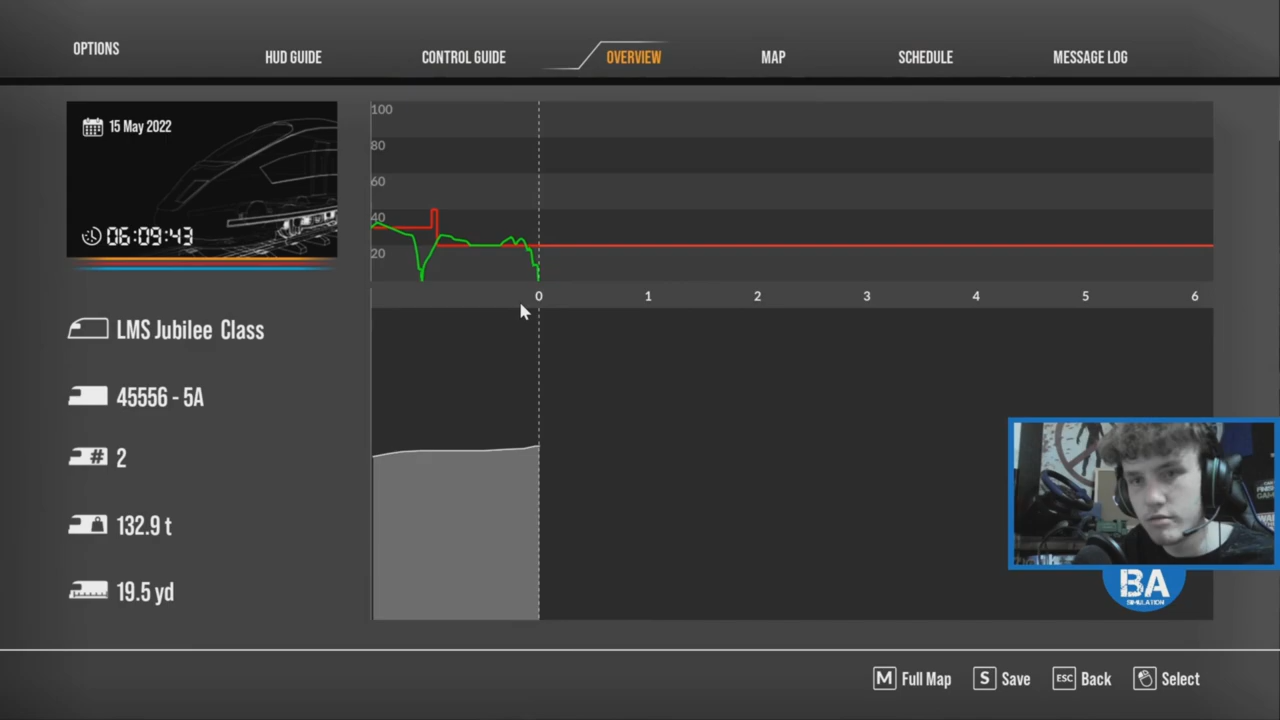 OPTIONS
HUD GUIDE
CONTROL GUIDE
OVERVIEW
MAP
SCHEDULE
MESSAGE LOG
15 May 2022
06:09:43
100
80
60
40
20
0 1 2 3 4 5 6
LMS Jubilee Class
45556 - 5A
# 2
132.9 t
19.5 yd
BA
SIMULATION
M Full Map
S Save
ESC Back
Select